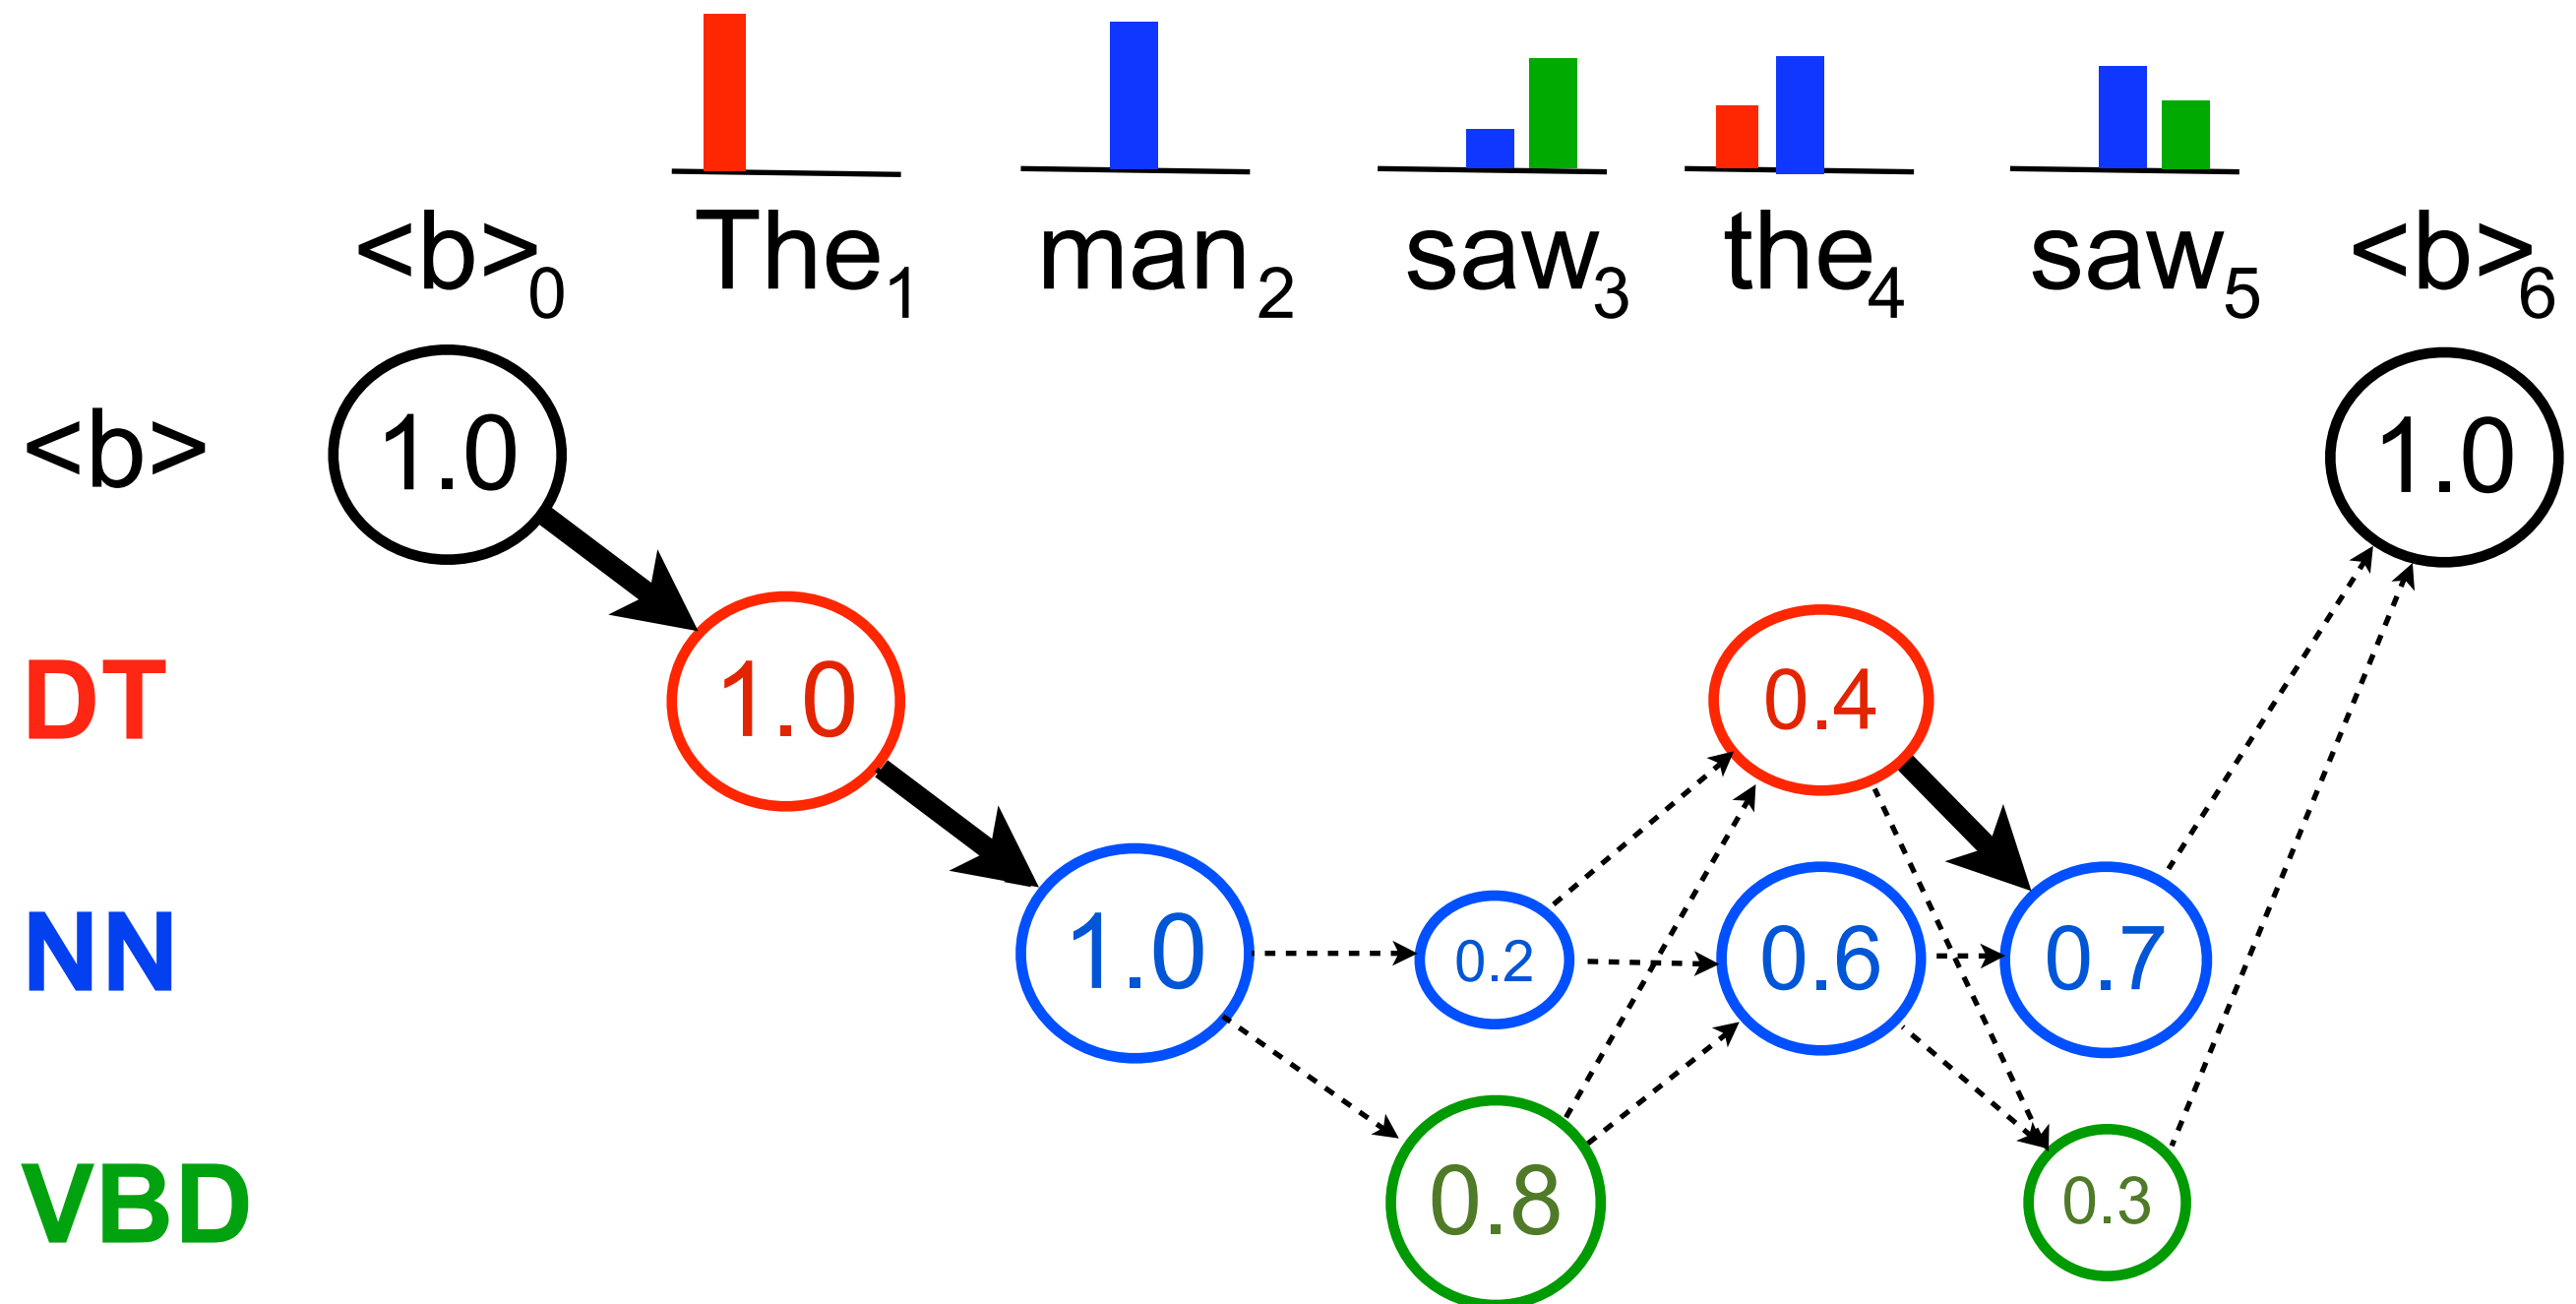 <b>0 The1 man2 saw3 the4 saw5 <b>6
<b> 1.0 1.0
DT 1.0 0.4
NN 1.0 0.2 0.6 0.7
VBD 0.8 0.3